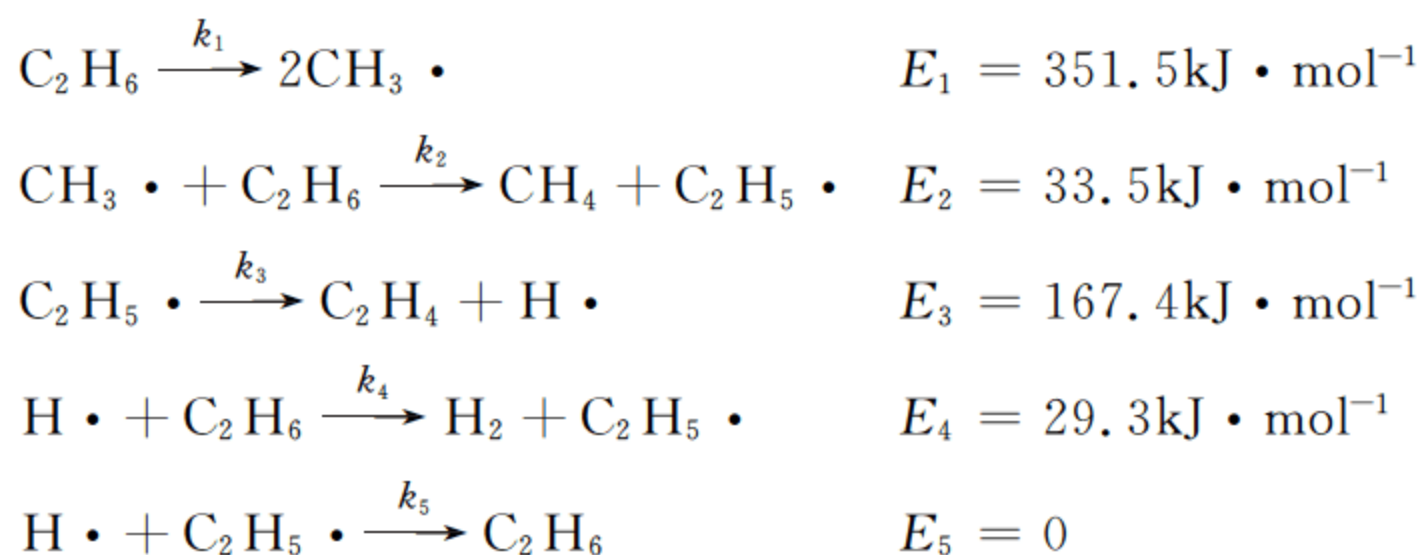 C₂H₆ —k₁→ 2CH₃ • E₁ = 351.5kJ • mol⁻¹
CH₃ • + C₂H₆ —k₂→ CH₄ + C₂H₅ • E₂ = 33.5kJ • mol⁻¹
C₂H₅ • —k₃→ C₂H₄ + H • E₃ = 167.4kJ • mol⁻¹
H • + C₂H₆ —k₄→ H₂ + C₂H₅ • E₄ = 29.3kJ • mol⁻¹
H • + C₂H₅ • —k₅→ C₂H₆ E₅ = 0